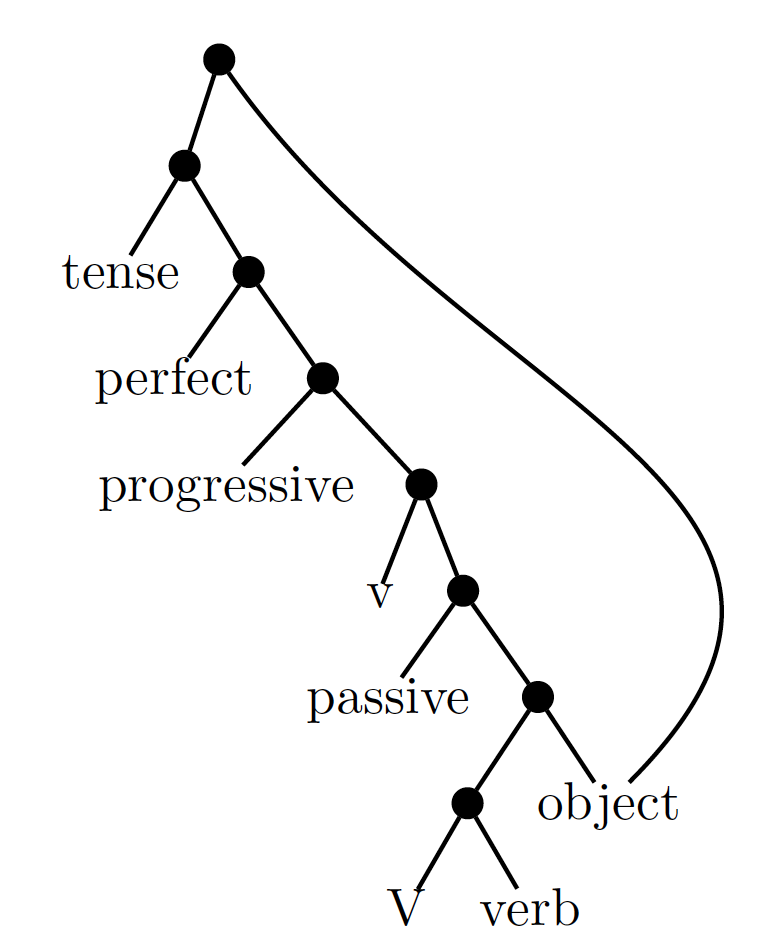 tense
perfect
progressive
v
passive
object
V verb